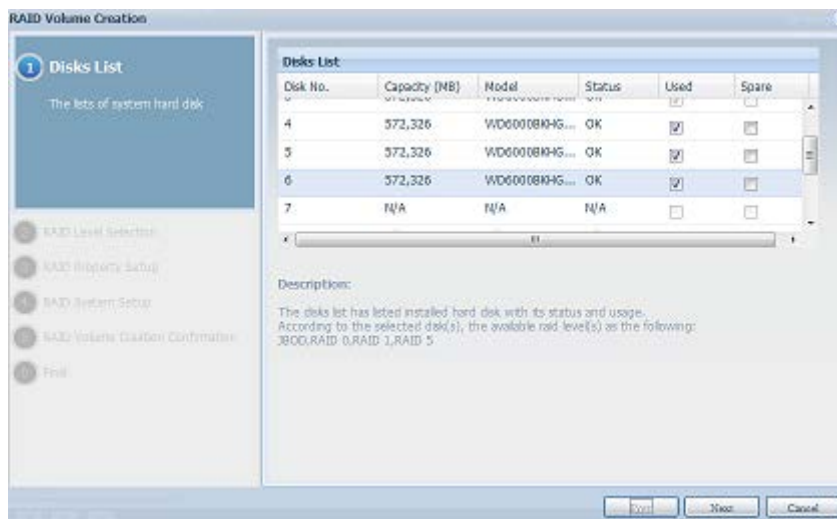 RAID Volume Creation
1 Disks List
The lists of system hard disk
RAID Level Selection
RAID Property Setup
RAID System Setup
RAID Volume Creation Confirmation
Disks List
Disk No. Capacity (MB) Model Status Used Spare
4 572,326 WD6000BKHG... OK
5 572,326 WD6000BKHG... OK
6 572,326 WD6000BKHG... OK
7 N/A N/A N/A
Description:
The disks list has listed installed hard disk with its status and usage.
According to the selected disk(s), the available raid level(s) as the following:
JBOD,RAID 0,RAID 1,RAID 5
Next Cancel